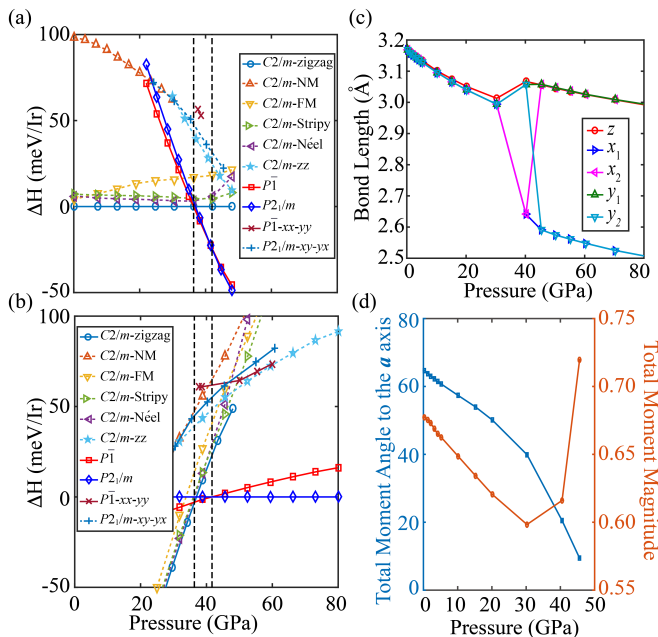 (a)
100
50
0
-50
ΔH (meV/Ir)
0
20
40
60
80
C2/m-zigzag
C2/m-NM
C2/m-FM
C2/m-Stripy
C2/m-Néel
C2/m-zz
P1̅
P2₁/m
P1̅-xx-yy
P2₁/m-xy-yx
(b)
100
50
0
-50
ΔH (meV/Ir)
C2/m-zigzag
C2/m-NM
C2/m-FM
C2/m-Stripy
C2/m-Néel
C2/m-zz
P1̅
P2₁/m
P1̅-xx-yy
P2₁/m-xy-yx
0
20
40
60
80
Pressure (GPa)
(c)
3.2
3.1
3.0
2.9
2.8
2.7
2.6
2.5
Bond Length (Å)
z
x₁
x₂
y₁
y₂
0
20
40
60
80
Pressure (GPa)
(d)
80
60
40
20
0
Total Moment Angle to the a axis
0.75
0.70
0.65
0.60
0.55
Total Moment
Magnitude
0 10 20 30 40 50
Pressure (GPa)